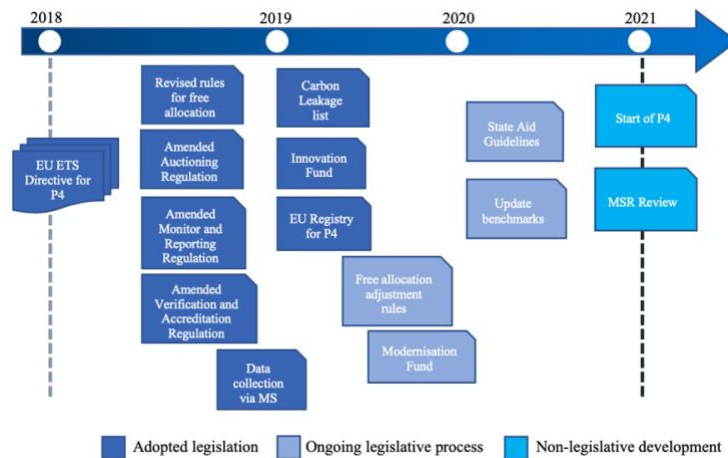 2018
2019
2020
2021
EU ETS
Directive for
P4
Revised rules
for free
allocation
Amended
Auctioning
Regulation
Amended
Monitor and
Reporting
Regulation
Amended
Verification and
Accreditation
Regulation
Data
collection
via MS
Carbon
Leakage
list
Innovation
Fund
EU Registry
for P4
Free allocation
adjustment
rules
Modernisation
Fund
State Aid
Guidelines
Update
benchmarks
Start of P4
MSR Review
Adopted legislation
Ongoing legislative process
Non-legislative development